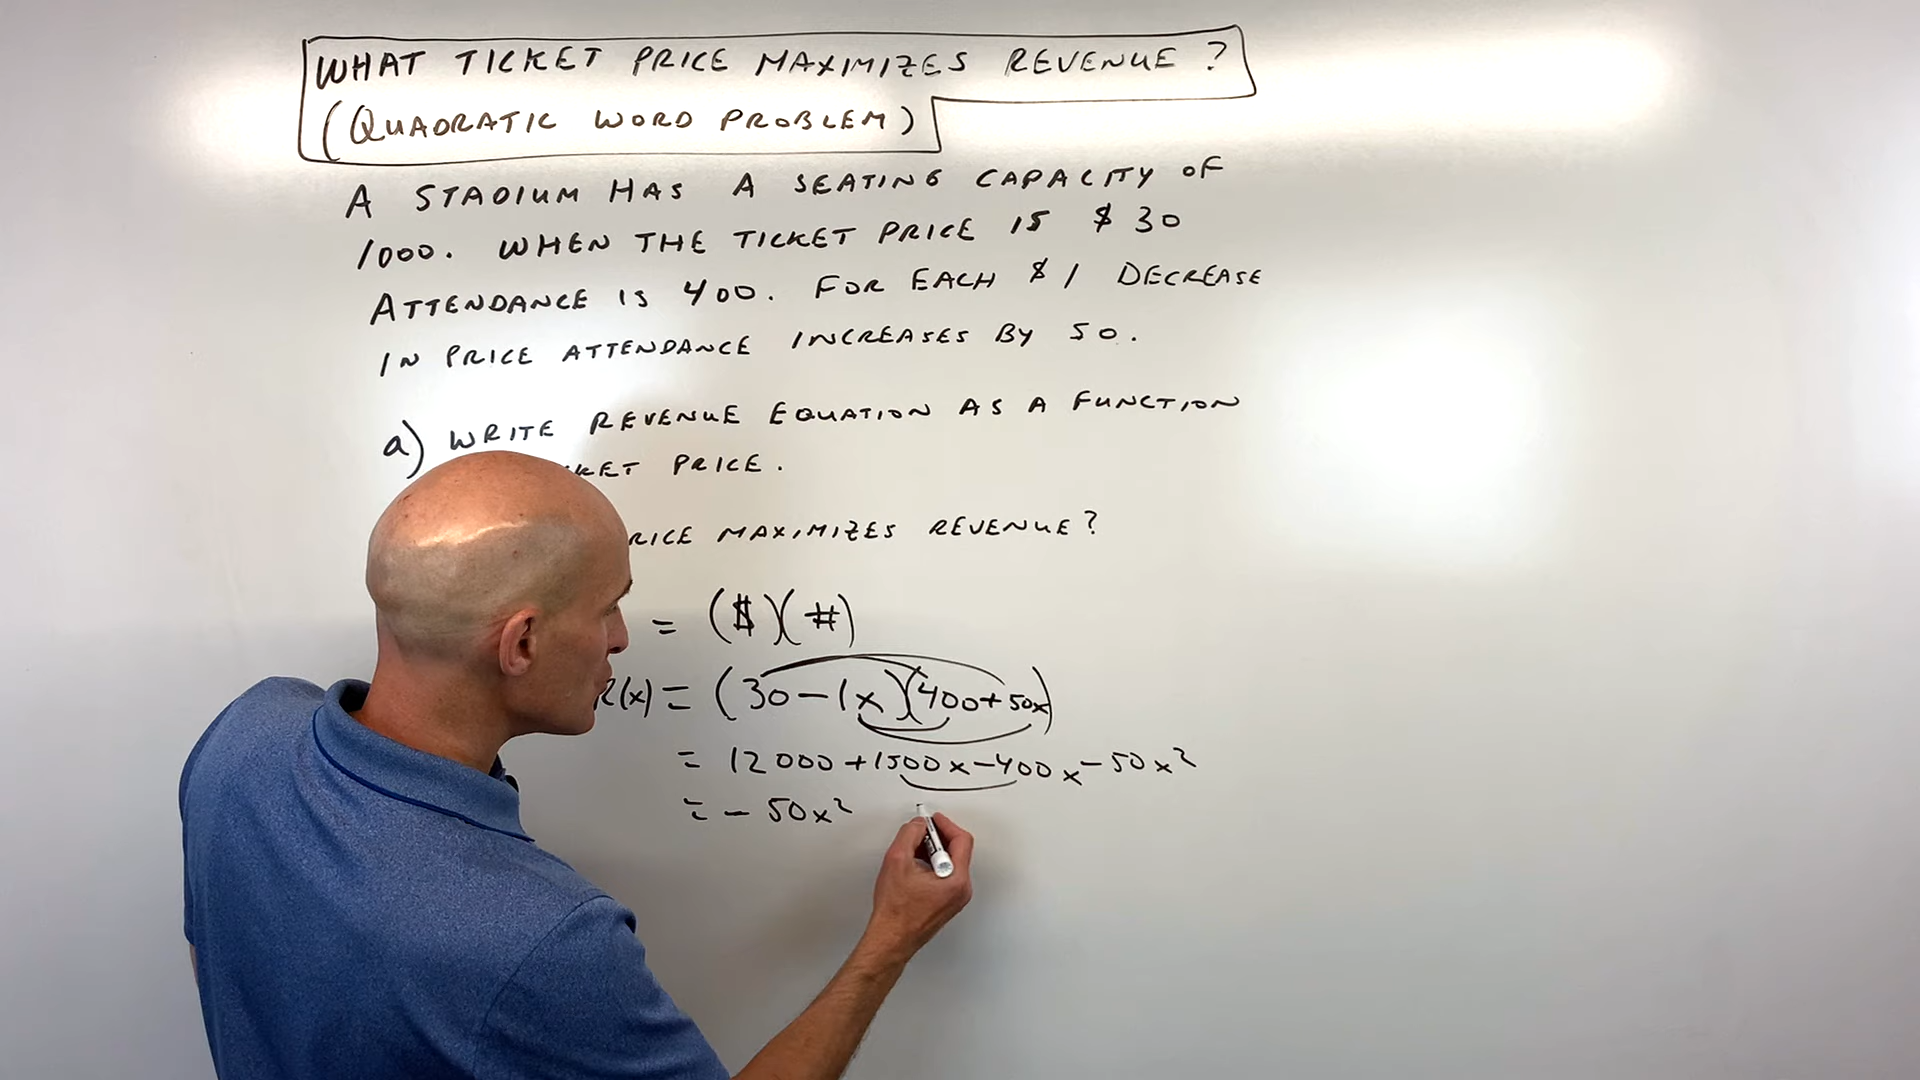 WHAT TICKET PRICE MAXIMIZES REVENUE?
(QUADRATIC WORD PROBLEM)
A STADIUM HAS A SEATING CAPACITY OF
1000. WHEN THE TICKET PRICE IS $30
ATTENDANCE IS 400. FOR EACH $1 DECREASE
IN PRICE ATTENDANCE INCREASES BY 50.
a) WRITE REVENUE EQUATION AS A FUNCTION
PRICE.
MAXIMIZES REVENUE?
= ($)(#)
R(x) = (30-1x)(400+50x)
= 12000+1500x-400x-50x²
= -50x²